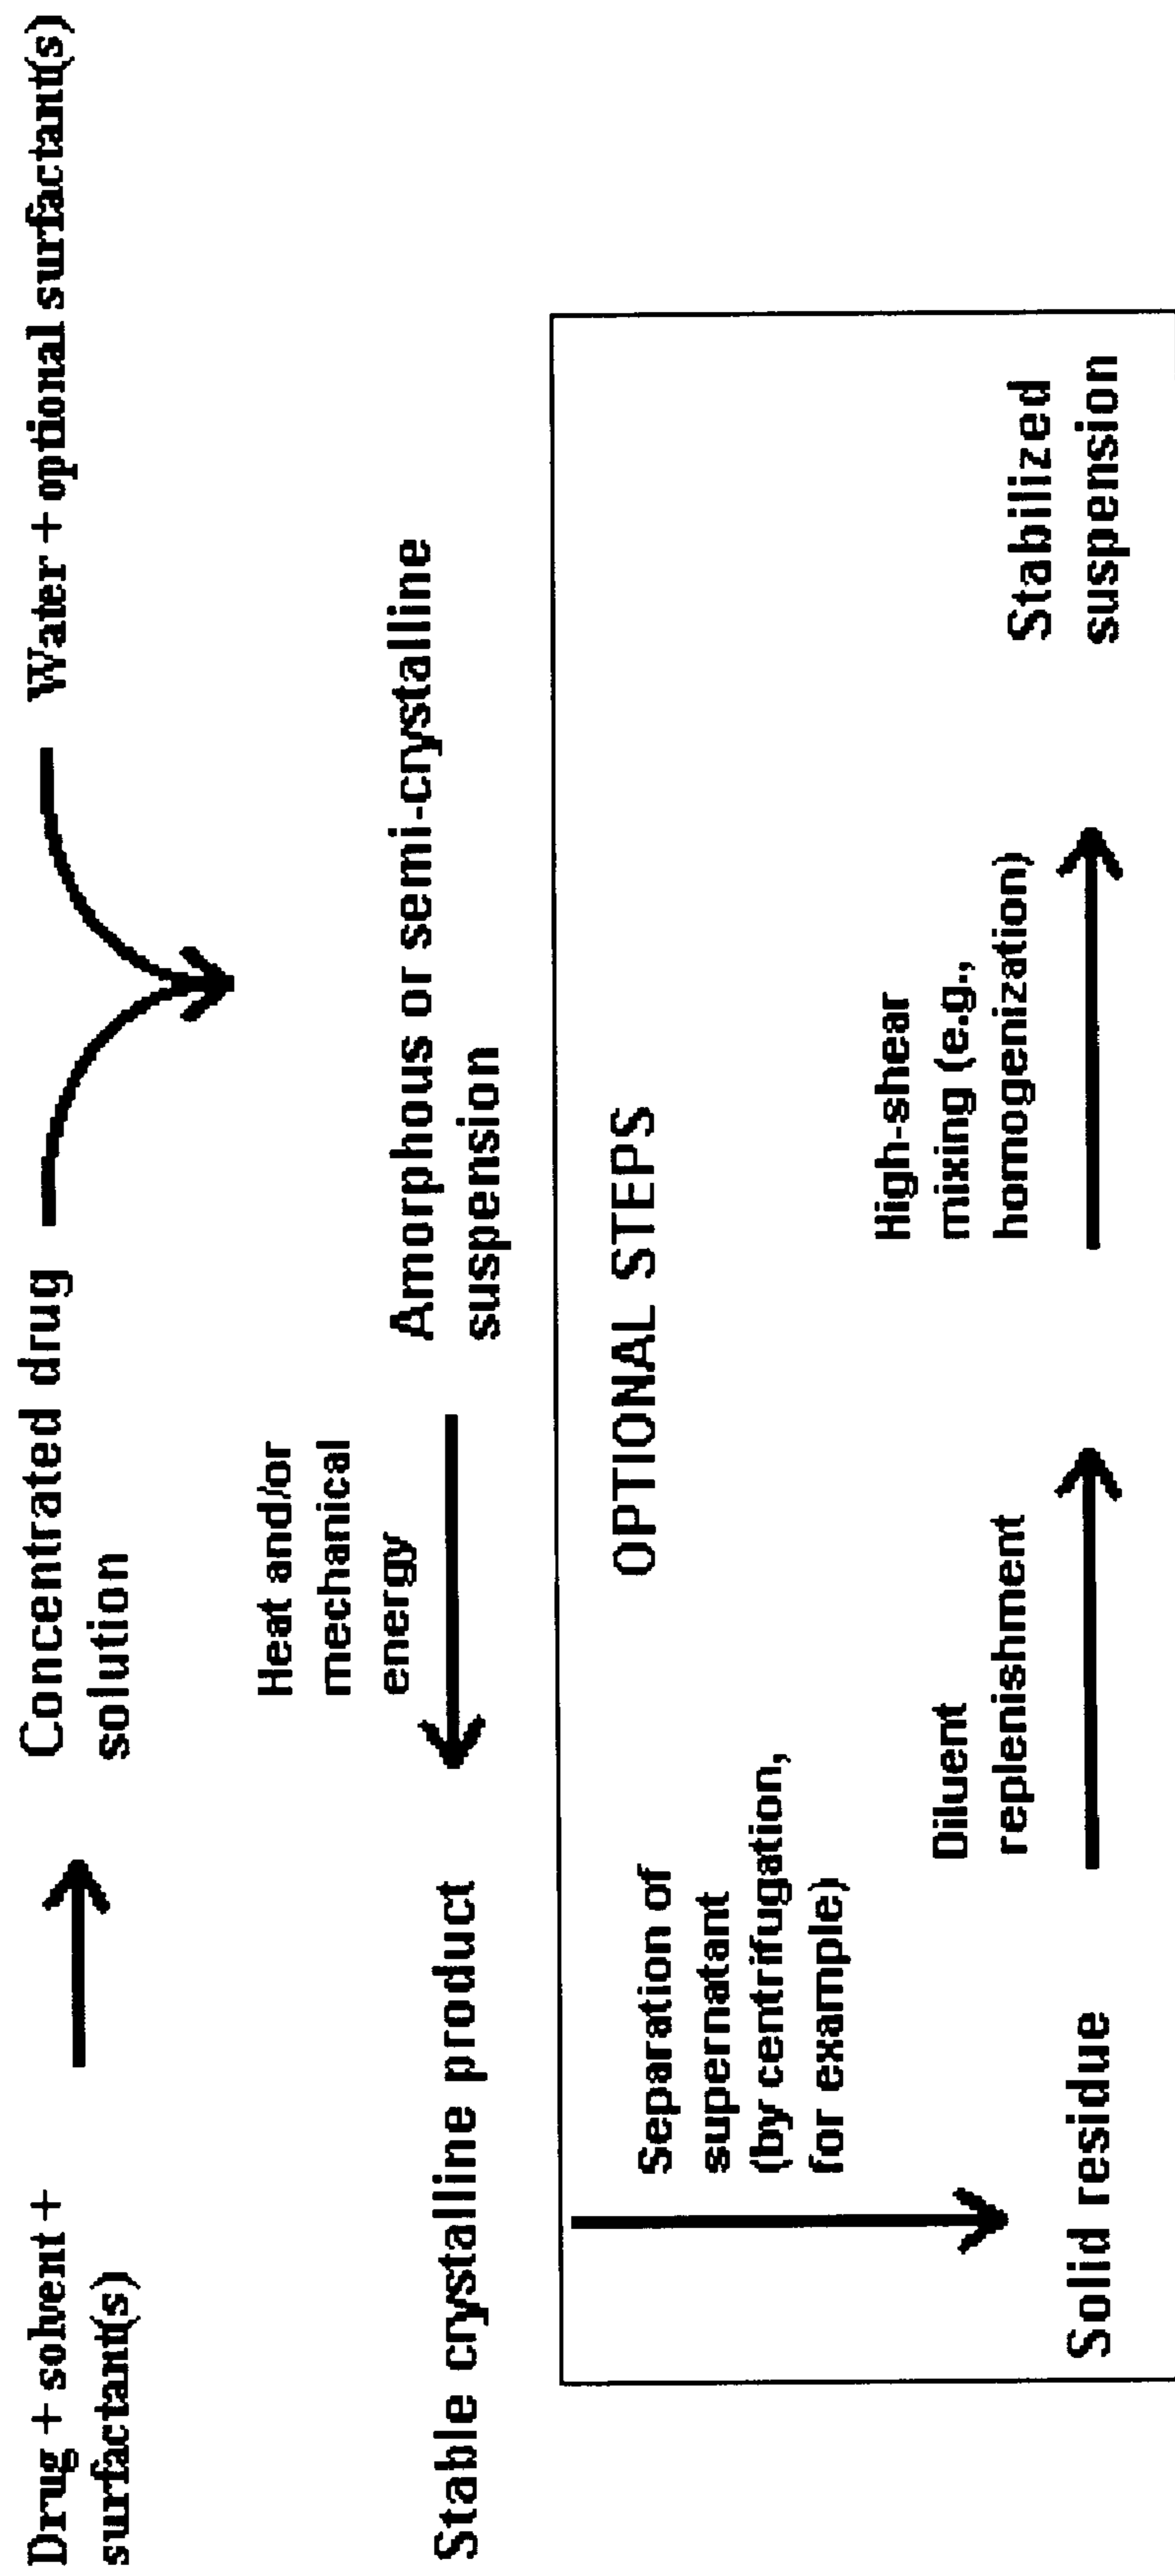 Drug + solvent +
surfactant(s)
Concentrated drug
solution
Water + optional surfactant(s)
Heat and/or
mechanical
energy
Amorphous or semi-crystalline
suspension
Stable crystalline product
OPTIONAL STEPS
Separation of
supernatant
(by centrifugation,
for example)
Diluent
replenishment
High-shear
mixing (e.g.,
homogenization)
Solid residue
Stabilized
suspension